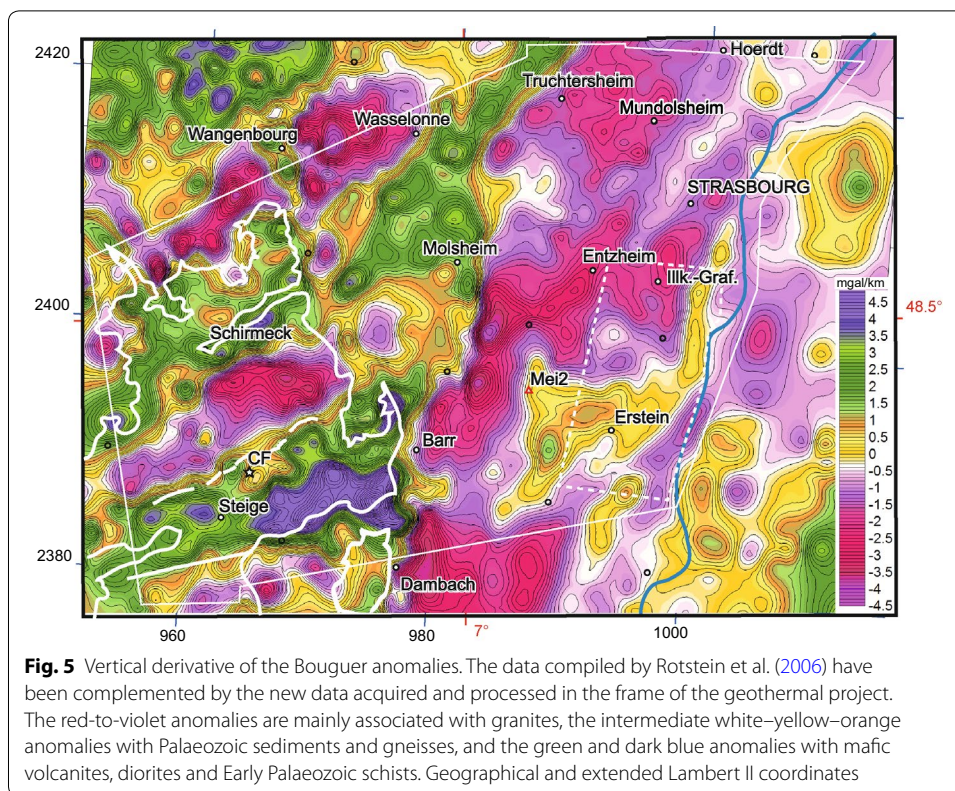 2420
Hoerdt
Truchtersheim
Wasselonne
Mundolsheim
Wangenbourg
STRASBOURG
Molsheim
Entzheim
Illk.-Graf.
mgal/km
4.5
4
3.5
3
2.5
2
1.5
1
0.5
0
-0.5
-1
-1.5
-2
-2.5
-3
-3.5
-4
-4.5
2400
48.5°
Schirmeck
Mei2
Erstein
Barr
CF
Steige
2380
Dambach
960
980
7°
1000
Fig. 5 Vertical derivative of the Bouguer anomalies. The data compiled by Rotstein et al. (2006) have
been complemented by the new data acquired and processed in the frame of the geothermal project.
The red-to-violet anomalies are mainly associated with granites, the intermediate white–yellow–orange
anomalies with Palaeozoic sediments and gneisses, and the green and dark blue anomalies with mafic
volcanites, diorites and Early Palaeozoic schists. Geographical and extended Lambert II coordinates